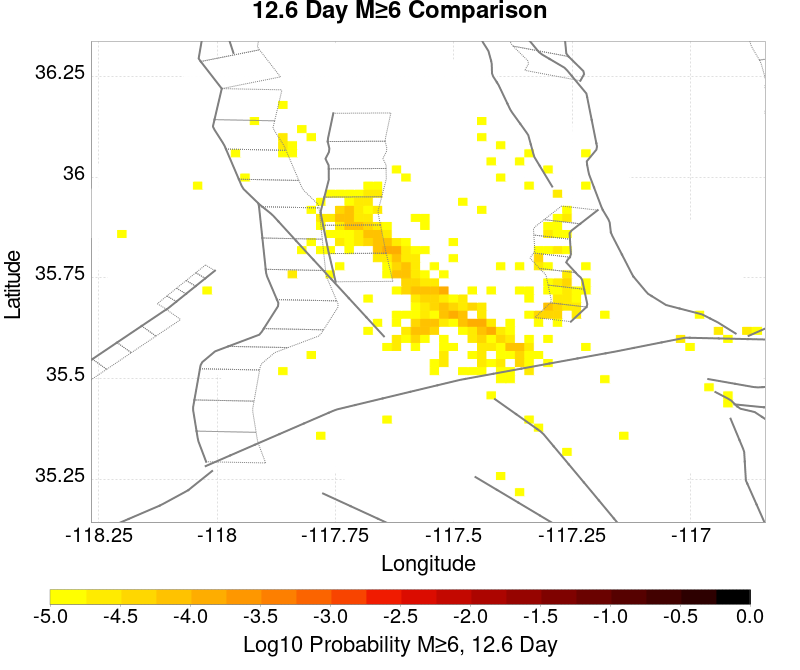 12.6 Day M≥6 Comparison
36.25
36
35.75
35.5
35.25
Latitude
-118.25 -118 -117.75 -117.5 -117.25 -117
Longitude
-5.0 -4.5 -4.0 -3.5 -3.0 -2.5 -2.0 -1.5 -1.0 -0.5 0.0
Log10 Probability M≥6, 12.6 Day